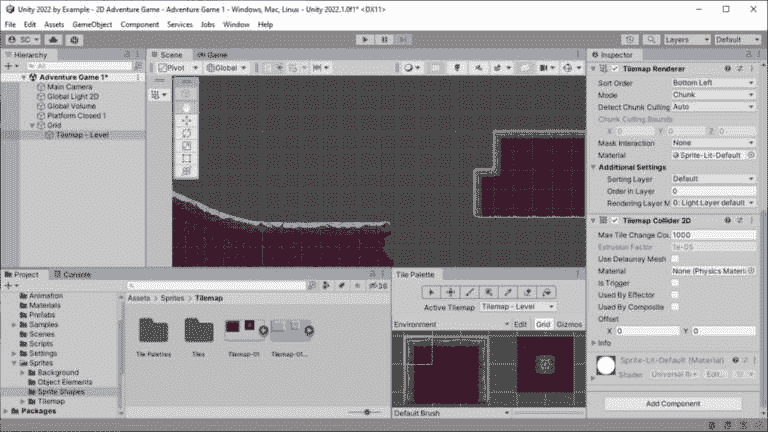 Unity 2022 by Example - 2D Adventure Game - Adventure Game 1 - Windows, Mac, Linux - Unity 2022.1.0f1* <DX11>
File Edit Assets GameObject Component Services Jobs Window Help
SC
Layers
Default
Hierarchy
All
Adventure Game 1*
Main Camera
Global Light 2D
Global Volume
Platform Closed 1
Grid
Tilemap - Level
Scene
Game
Pivot
Global
2D
Inspector
Tilemap Renderer
Sort Order Bottom Left
Mode Chunk
Detect Chunk Culling Auto
Chunk Culling Bounds
X 0 Y 0 Z 0
Mask Interaction None
Material Sprite-Lit-Default
Additional Settings
Sorting Layer Default
Order in Layer 0
Rendering Layer M 0: Light Layer default
Tilemap Collider 2D
Max Tile Change Cou 1000
Extrusion Factor 1e-05
Use Delaunay Mesh
Material None (Physics Materia
Is Trigger
Used By Effector
Used By Composite
Offset
X 0 Y 0
Info
Sprite-Lit-Default (Material)
Shader Universal Re Edit...
Add Component
Project
Console
36
Animation
Materials
Prefabs
Samples
Scenes
Scripts
Settings
Sprites
Background
Object Elements
Sprite Shapes
Tilemap
Packages
Assets > Sprites > Tilemap
Tile Palettes
Tiles
Tilemap-01
Tilemap-01...
Tile Palette
Active Tilemap Tilemap - Level
Environment Edit Grid Gizmos
Default Brush